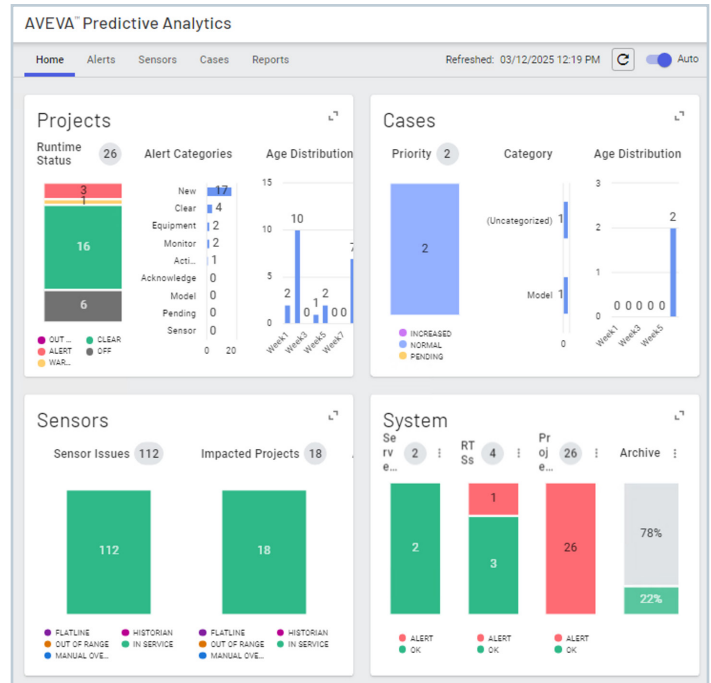 AVEVA™ Predictive Analytics
Home Alerts Sensors Cases Reports Refreshed: 03/12/2025 12:19 PM C Auto
Projects
Runtime Status 26 Alert Categories Age Distribution
3
1
16
6
OUT ... CLEAR
ALERT OFF
WAR...
New 17
Clear 4
Equipment 2
Monitor 2
Acti... 1
Acknowledge 0
Model 0
Pending 0
Sensor 0
0 20
15
10
5
0
2 10 0 1 2 0 0 7
Week1 Week3 Week5 Week7
Cases
Priority 2 Category Age Distribution
2
INCREASED
NORMAL
PENDING
(Uncategorized) 1
Model 1
0
3
2
1
0
0 0 0 0 0 2
Week1 Week3 Week5
Sensors
Sensor Issues 112 Impacted Projects 18
112
18
FLATLINE HISTORIAN
OUT OF RANGE IN SERVICE
MANUAL OVE...
FLATLINE HISTORIAN
OUT OF RANGE IN SERVICE
MANUAL OVE...
System
Se
rv
e... 2
RT
Ss 4
Pr
oj
e... 26
Archive
2
1
3
26
78%
22%
ALERT
OK
ALERT
OK
ALERT
OK